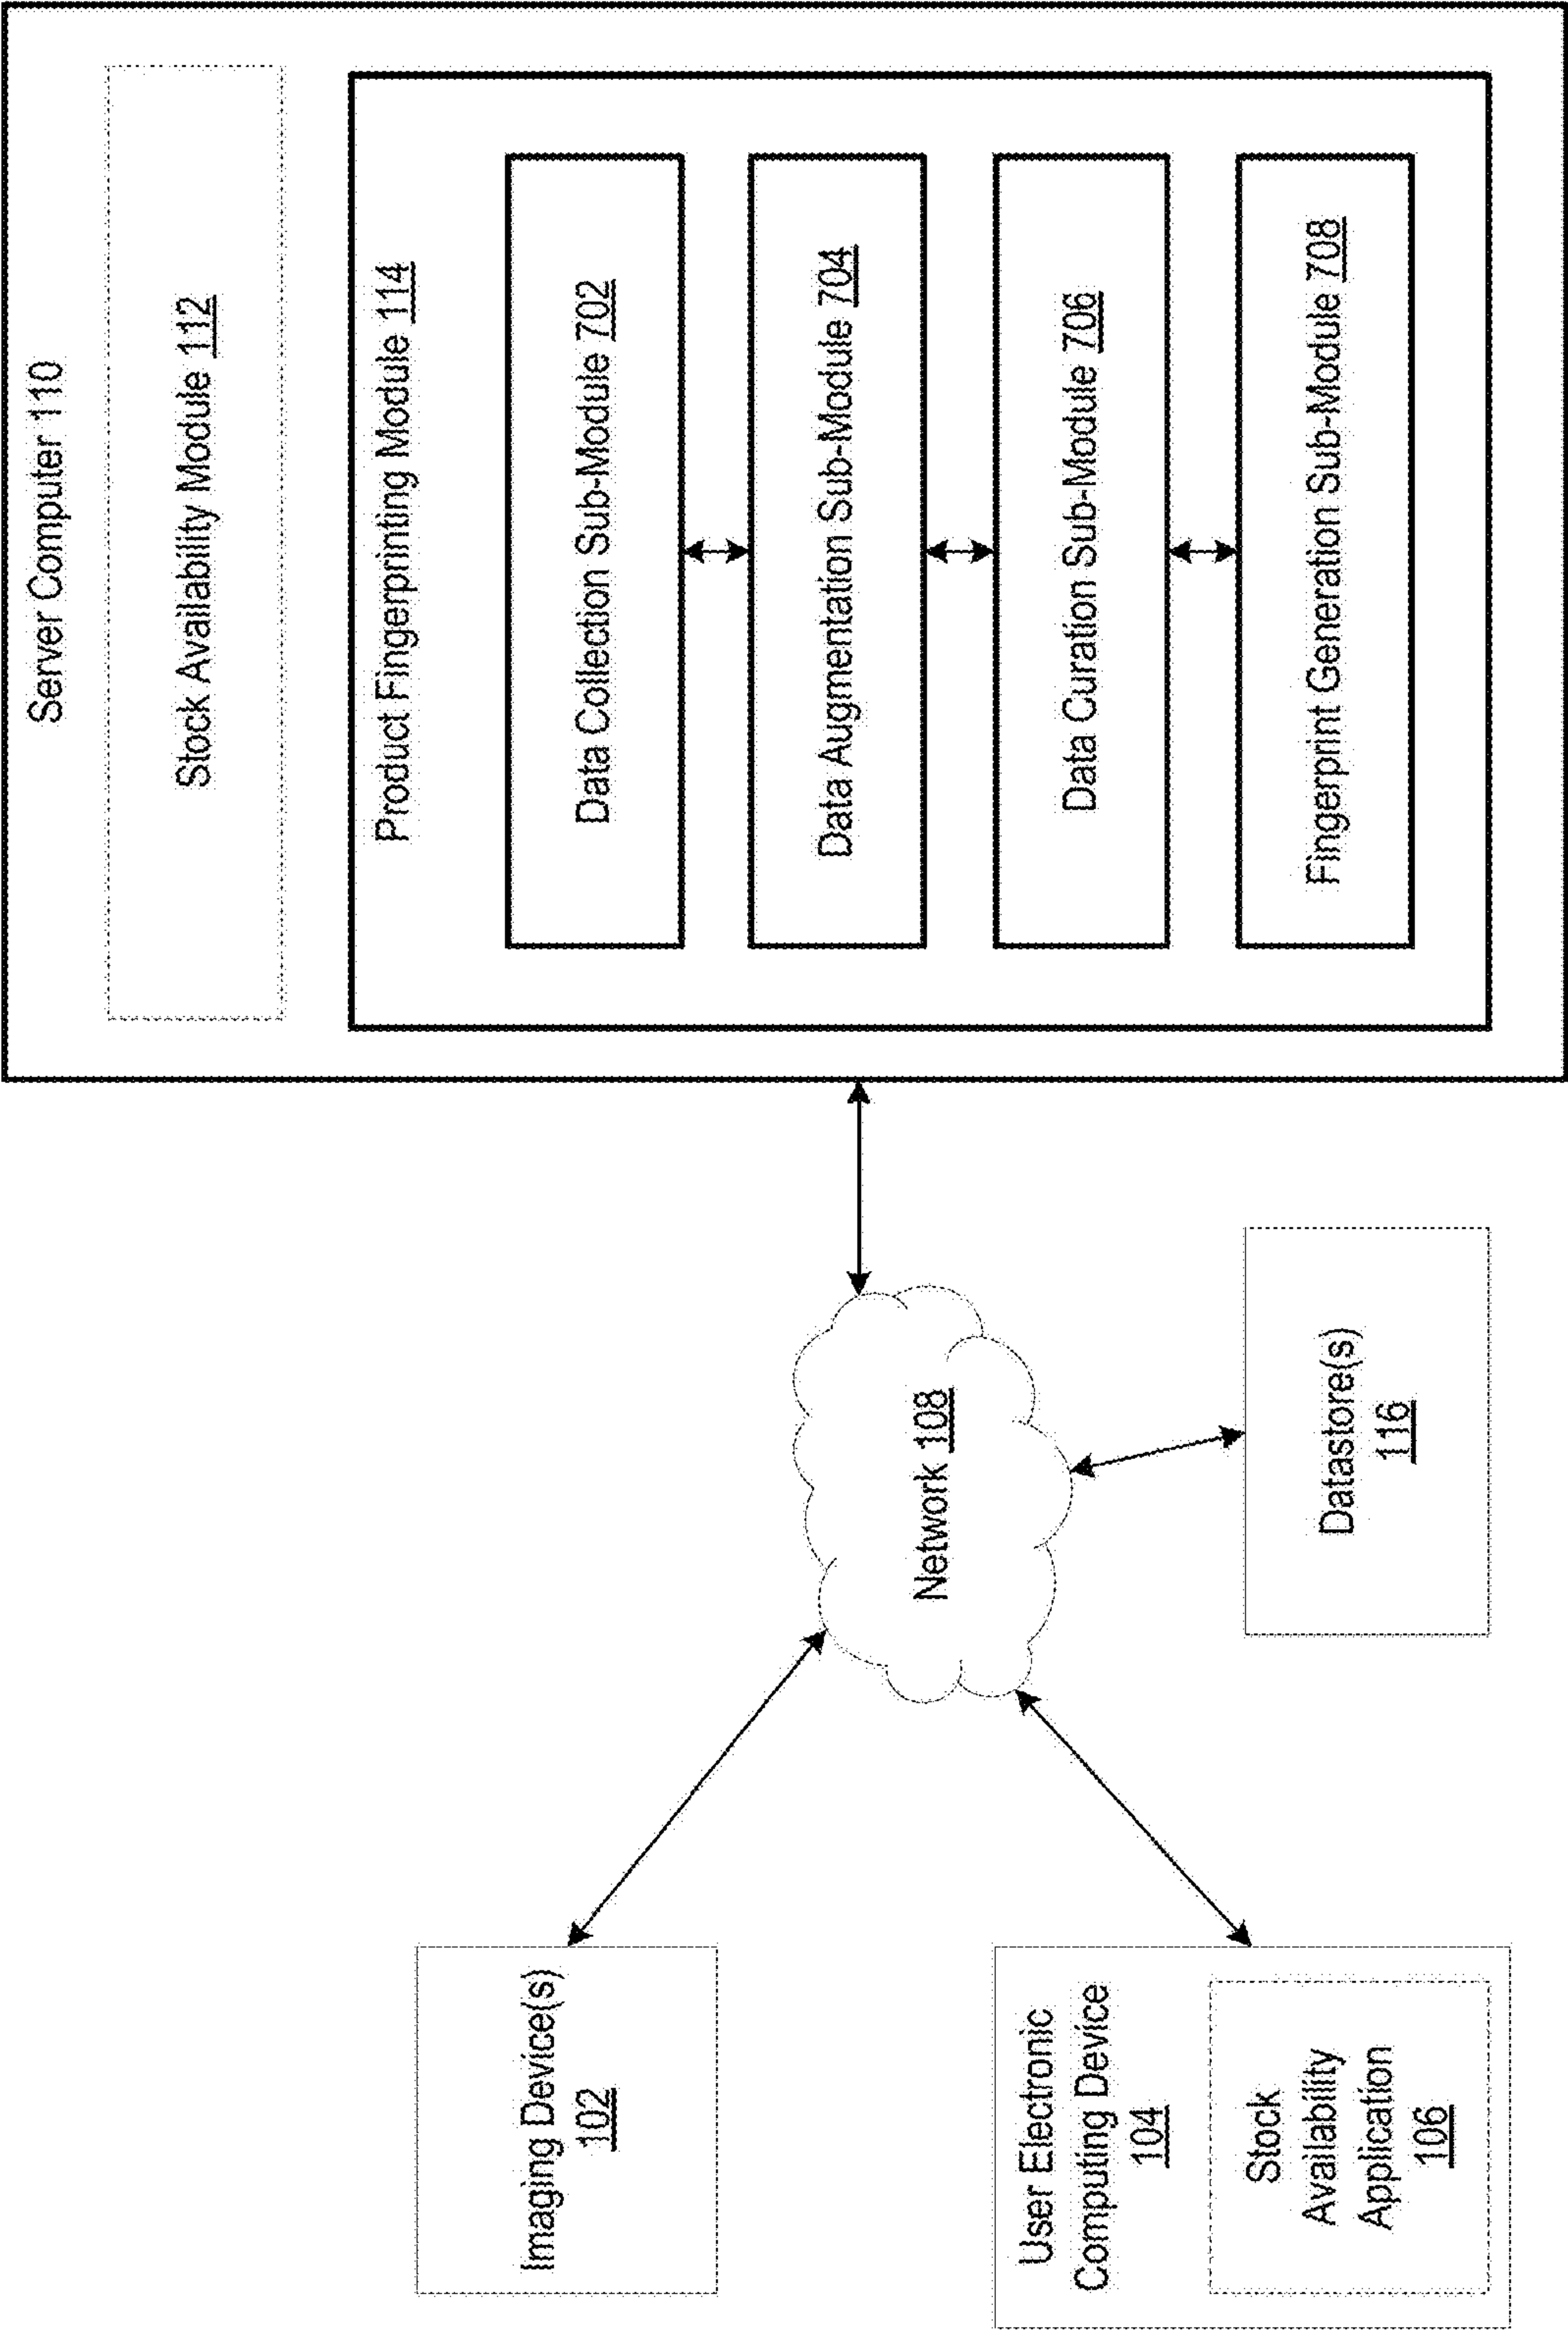 Imaging Device(s)
102
User Electronic
Computing Device
104
Stock
Availability
Application
106
Network 108
Datastore(s)
116
Server Computer 110
Stock Availability Module 112
Product Fingerprinting Module 114
Data Collection Sub-Module 702
Data Augmentation Sub-Module 704
Data Curation Sub-Module 706
Fingerprint Generation Sub-Module 708